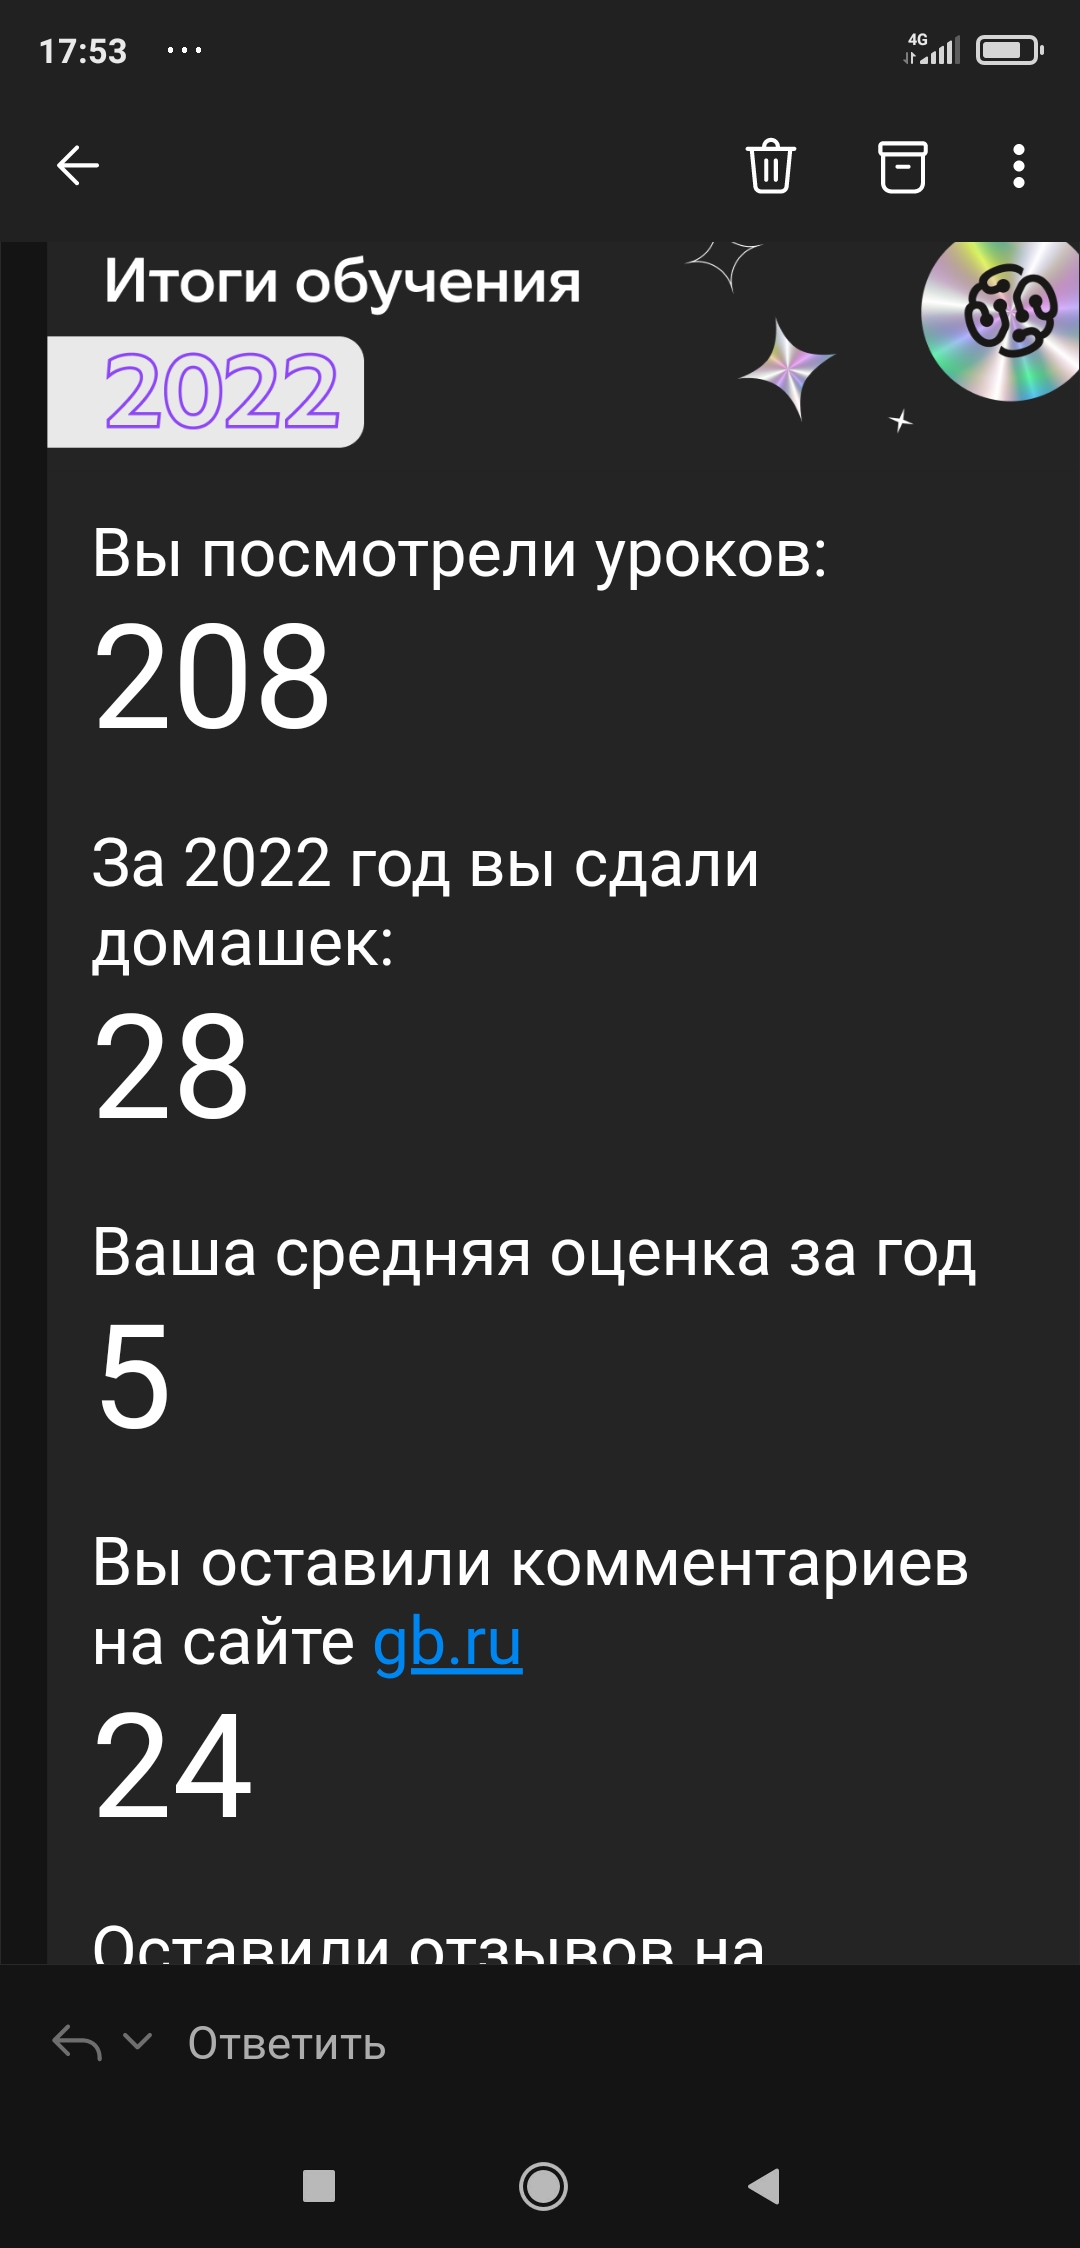 17:53
4G
Итоги обучения
2022
Вы посмотрели уроков:
208
За 2022 год вы сдали
домашек:
28
Ваша средняя оценка за год
5
Вы оставили комментариев
на сайте gb.ru
24
Оставили отзывов на
Ответить